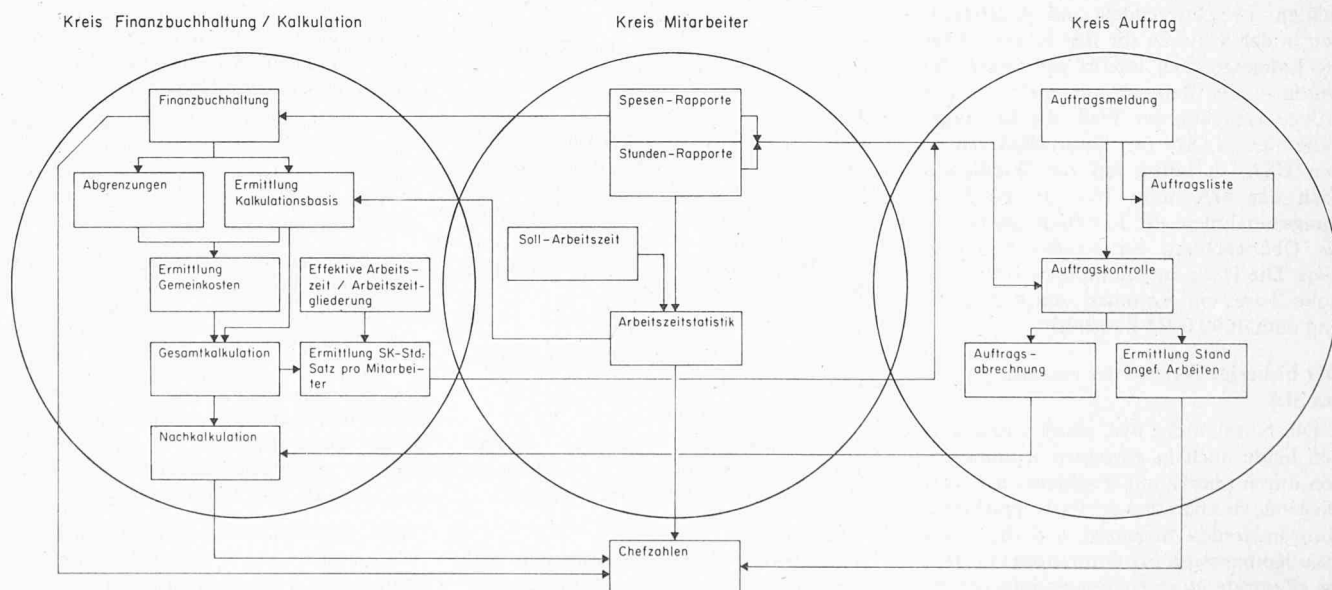 Kreis Finanzbuchhaltung / Kalkulation
Kreis Mitarbeiter
Kreis Auftrag
Finanzbuchhaltung
Abgrenzungen
Ermittlung
Kalkulationsbasis
Ermittlung
Gemeinkosten
Effektive Arbeits-
zeit / Arbeitszeit-
gliederung
Gesamtkalkulation
Ermittlung SK-Std.-
Satz pro Mitarbei-
ter
Nachkalkulation
Spesen-Rapporte
Stunden-Rapporte
Soll-Arbeitszeit
Arbeitszeitstatistik
Chefzahlen
Auftragsmeldung
Auftragsliste
Auftragskontrolle
Auftrags-
abrechnung
Ermittlung Stand
angef. Arbeiten